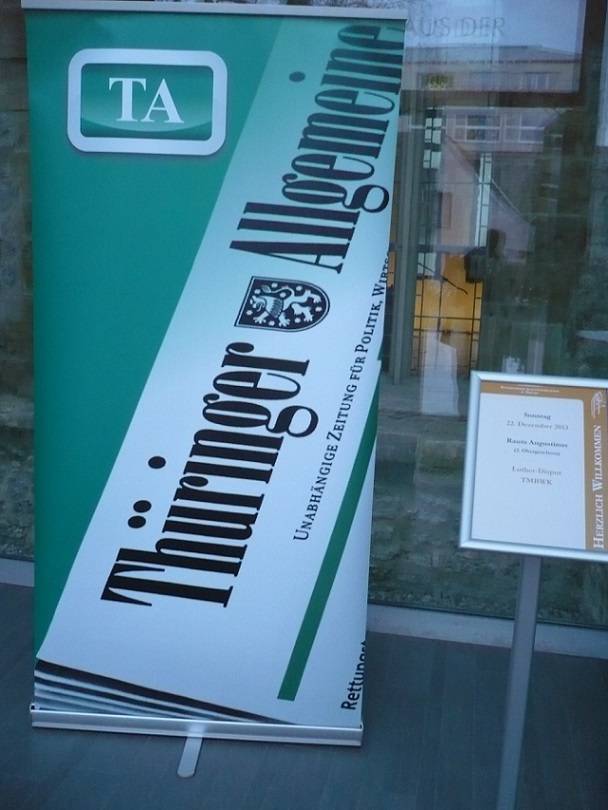 AUS DER
TA
Thüringer Allgemeine
UNABHÄNGIGE ZEITUNG FÜR POLITIK, WIRTS
Rettungs
Sonntag
22. Dezember 2013
Raum Augustinus
Luther-Disput
TMBWK
HERZLICH WILLKOMMEN